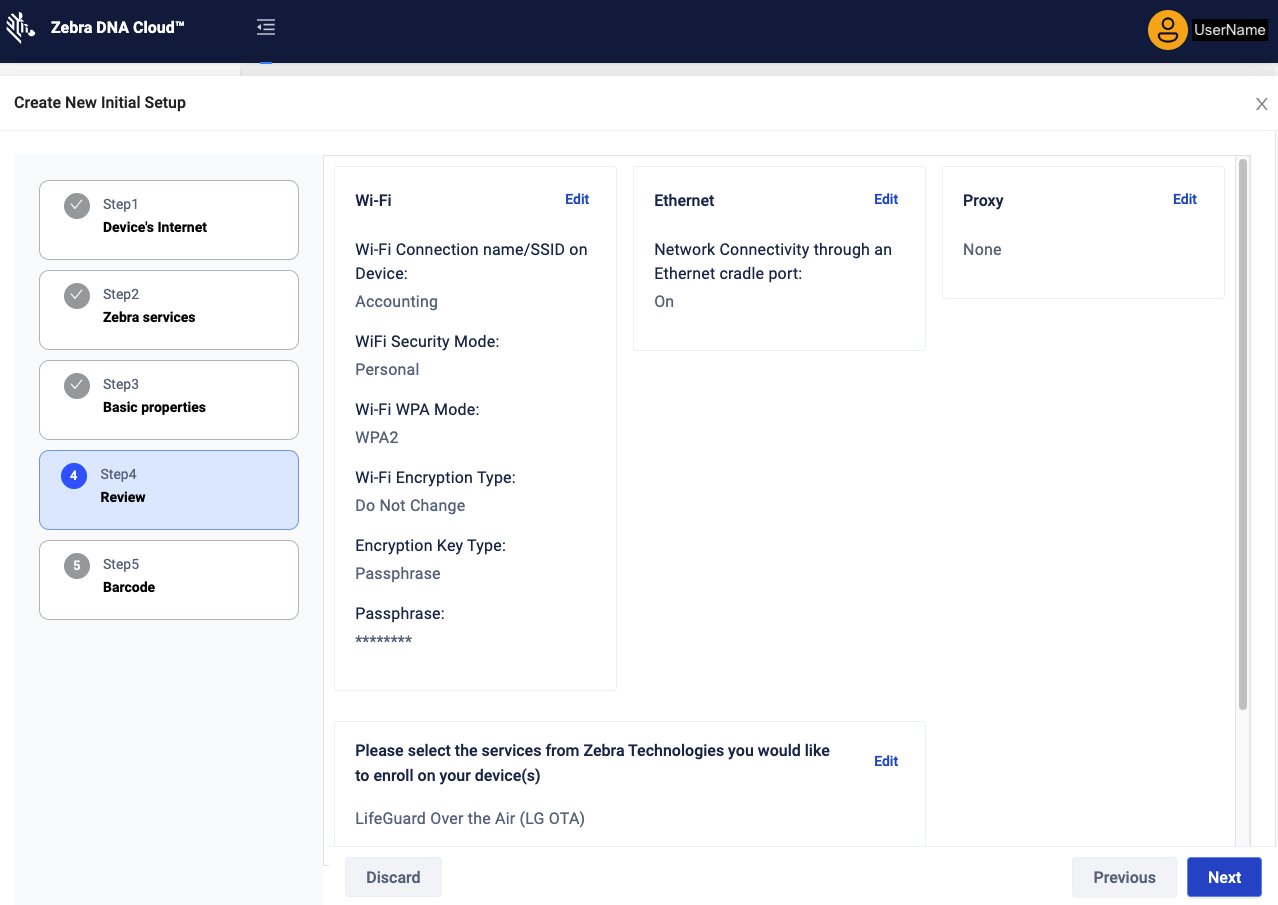 Zebra DNA Cloud™
UserName
Create New Initial Setup
Step1
Device's Internet
Step2
Zebra services
Step3
Basic properties
4
Step4
Review
5
Step5
Barcode
Wi-Fi
Edit
Wi-Fi Connection name/SSID on
Device:
Accounting
WiFi Security Mode:
Personal
Wi-Fi WPA Mode:
WPA2
Wi-Fi Encryption Type:
Do Not Change
Encryption Key Type:
Passphrase
Passphrase:
********
Ethernet
Edit
Network Connectivity through an
Ethernet cradle port:
On
Proxy
Edit
None
Please select the services from Zebra Technologies you would like
to enroll on your device(s)
Edit
LifeGuard Over the Air (LG OTA)
Discard
Previous
Next